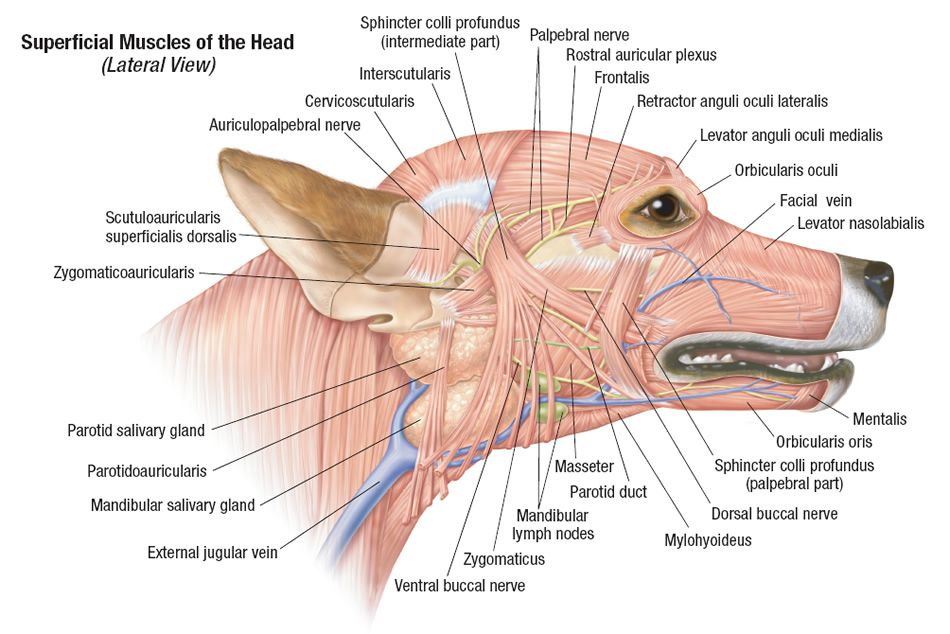 Superficial Muscles of the Head
(Lateral View)
Sphincter colli profundus
(intermediate part)
Palpebral nerve
Rostral auricular plexus
Interscutularis
Frontalis
Cervicoscutularis
Retractor anguli oculi lateralis
Auriculopalpebral nerve
Levator anguli oculi medialis
Orbicularis oculi
Facial vein
Levator nasolabialis
Scutuloauricularis
superficialis dorsalis
Zygomaticoauricularis
Parotid salivary gland
Parotidoauricularis
Mandibular salivary gland
External jugular vein
Mentalis
Orbicularis oris
Sphincter colli profundus
(palpebral part)
Masseter
Parotid duct
Dorsal buccal nerve
Mandibular
lymph nodes
Mylohyoideus
Zygomaticus
Ventral buccal nerve